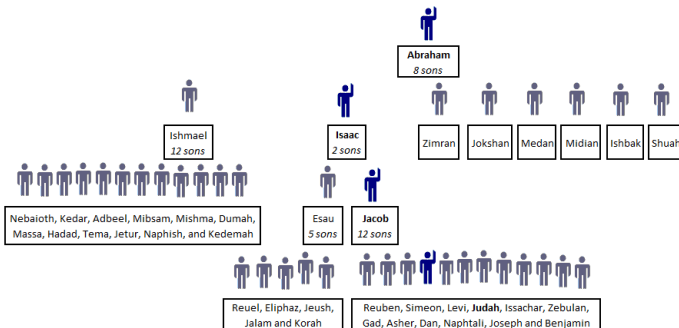 Abraham
8 sons
Ishmael
12 sons
Isaac
2 sons
Zimran
Jokshan
Medan
Midian
Ishbak
Shuah
Nebaioth, Kedar, Adbeel, Mibsam, Mishma, Dumah,
Massa, Hadad, Tema, Jetur, Naphish, and Kedemah
Esau
5 sons
Jacob
12 sons
Reuel, Eliphaz, Jeush,
Jalam and Korah
Reuben, Simeon, Levi, Judah, Issachar, Zebulan,
Gad, Asher, Dan, Naphtali, Joseph and Benjamin